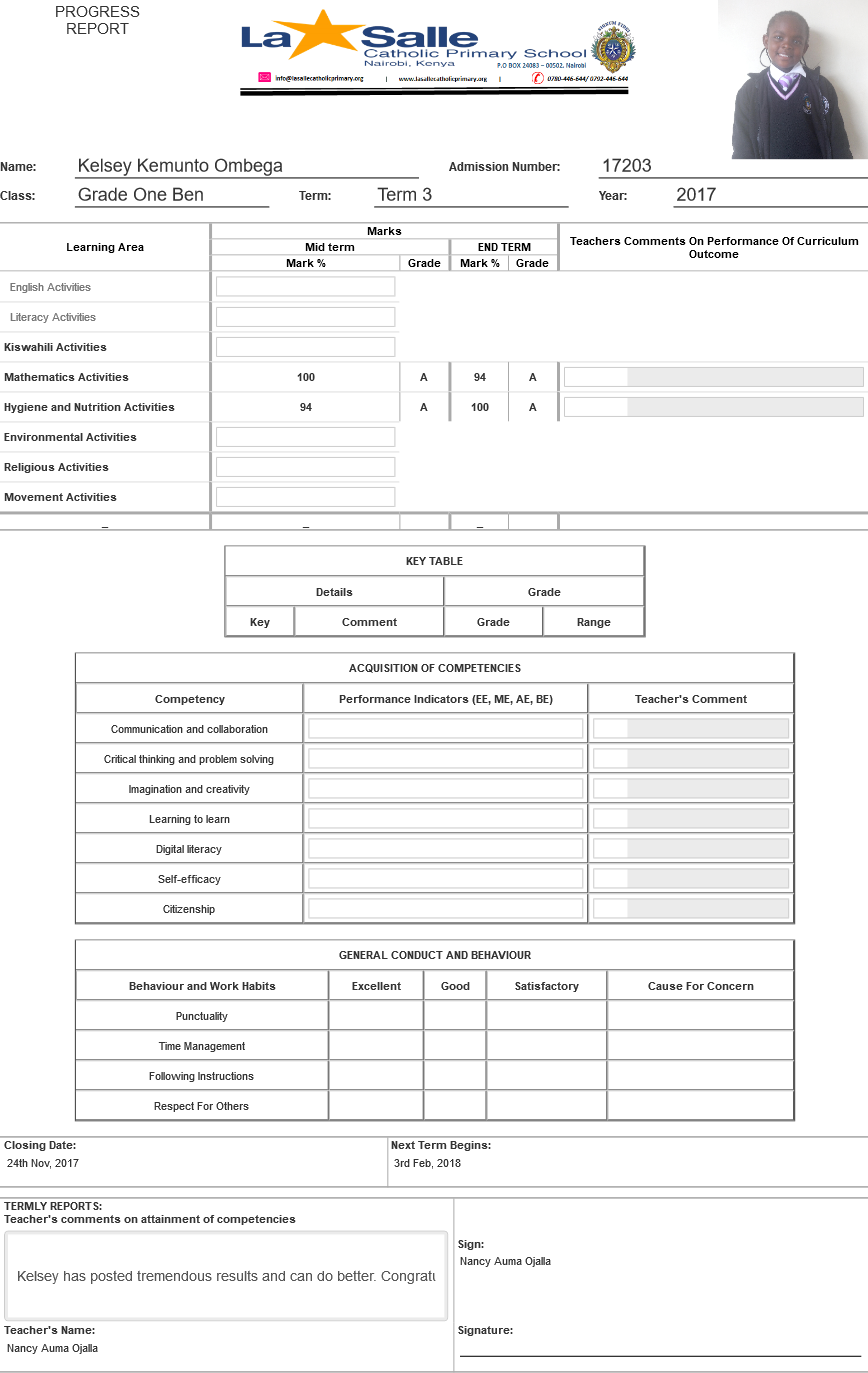 PROGRESS
REPORT
La Salle
Catholic Primary School
Nairobi, Kenya
P.O BOX 24083 – 00502, Nairobi
info@lasallecatholicprimary.org | www.lasallecatholicprimary.org | 0780-446-644/ 0792-446-644
Name: Kelsey Kemunto Ombega Admission Number: 17203
Class: Grade One Ben Term: Term 3 Year: 2017
Learning Area Marks Teachers Comments On Performance Of Curriculum Outcome
Mid term END TERM
Mark % Grade Mark % Grade
English Activities
Literacy Activities
Kiswahili Activities
Mathematics Activities 100 A 94 A
Hygiene and Nutrition Activities 94 A 100 A
Environmental Activities
Religious Activities
Movement Activities
_ _ _
KEY TABLE
Details Grade
Key Comment Grade Range
ACQUISITION OF COMPETENCIES
Competency Performance Indicators (EE, ME, AE, BE) Teacher's Comment
Communication and collaboration
Critical thinking and problem solving
Imagination and creativity
Learning to learn
Digital literacy
Self-efficacy
Citizenship
GENERAL CONDUCT AND BEHAVIOUR
Behaviour and Work Habits Excellent Good Satisfactory Cause For Concern
Punctuality
Time Management
Following Instructions
Respect For Others
Closing Date: Next Term Begins:
24th Nov, 2017 3rd Feb, 2018
TERMLY REPORTS:
Teacher's comments on attainment of competencies
Kelsey has posted tremendous results and can do better.
Sign:
Nancy Auma Ojalla
Teacher's Name: Signature:
Nancy Auma Ojalla